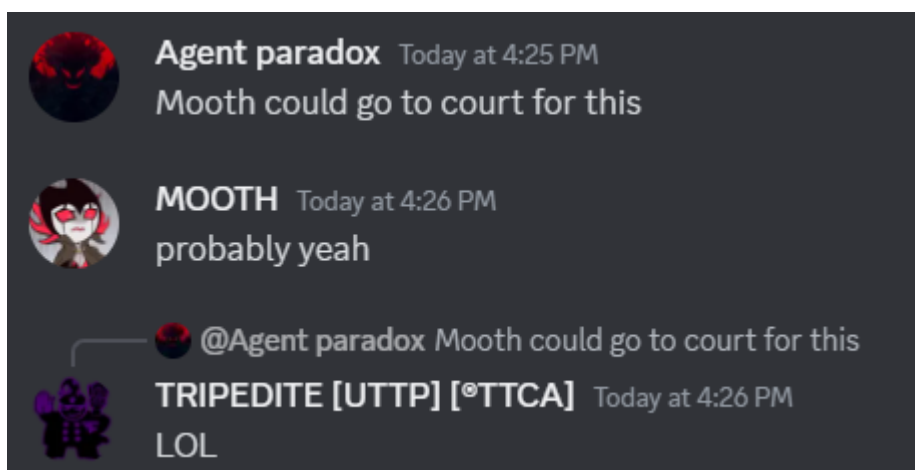 Agent paradox Today at 4:25 PM
Mooth could go to court for this
MOOTH Today at 4:26 PM
probably yeah
@Agent paradox Mooth could go to court for this
TRIPEDITE [UTTP] [®TTCA] Today at 4:26 PM
LOL